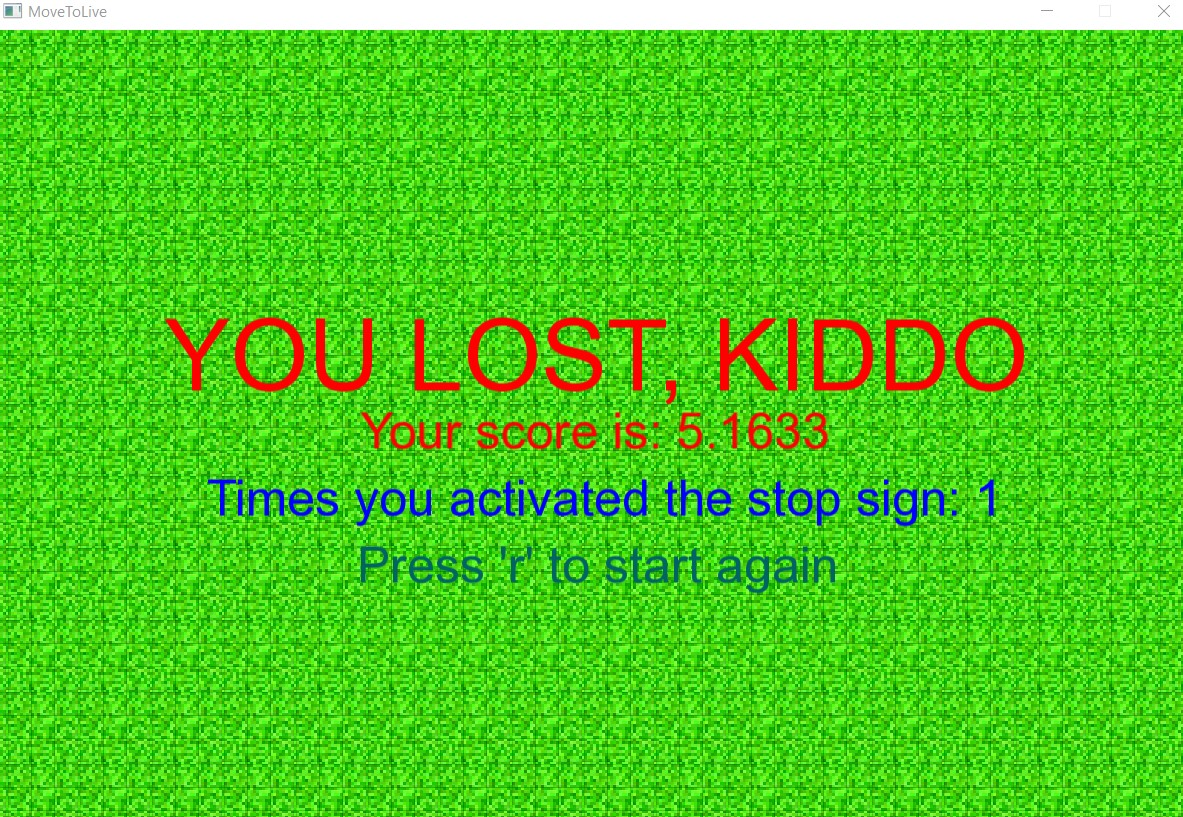 MoveToLive
YOU LOST, KIDDO
Your score is: 5.1633
Times you activated the stop sign: 1
Press 'r' to start again